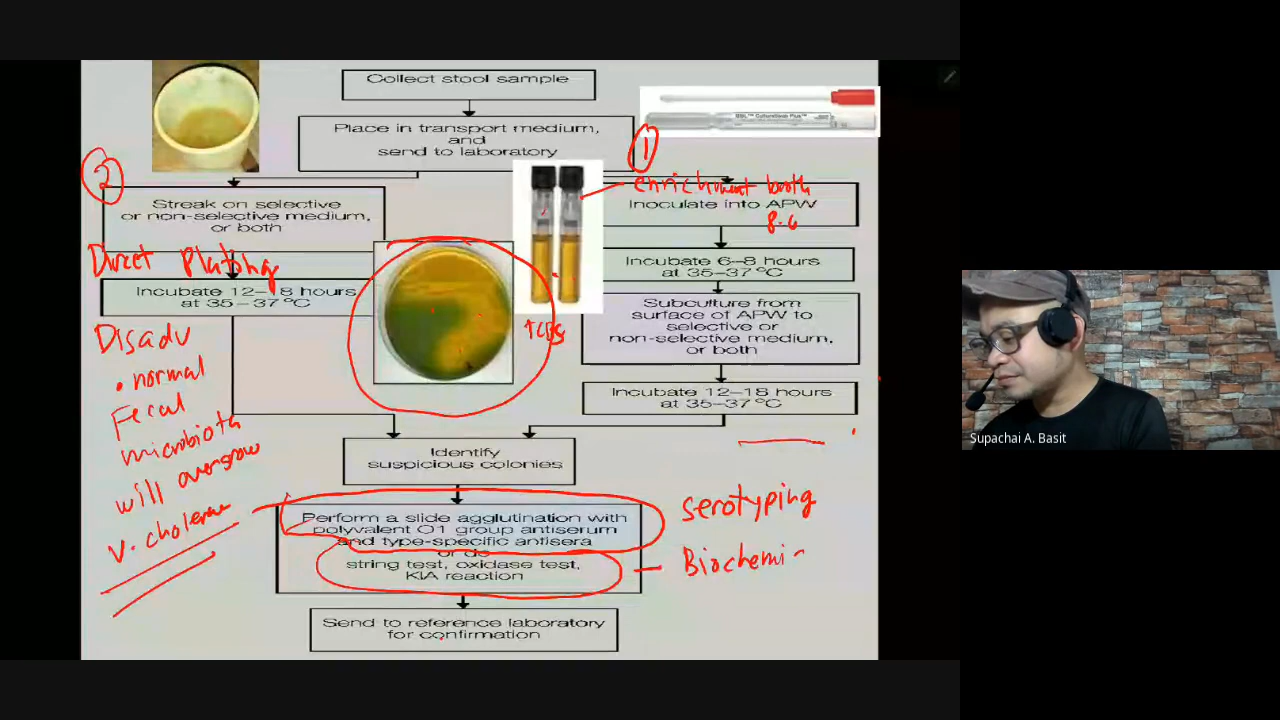 Collect stool sample
Place in transport medium,
and
send to laboratory
1
2
enrichment broth
Streak on selective
or non-selective medium,
or both
Inoculate into APW
8.6
Direct Plating
Incubate 12–18 hours
at 35–37 °C
Incubate 6–8 hours
at 35–37 °C
Subculture from
surface of APW to
selective or
non-selective medium,
or both
TCBS
Incubate 12–18 hours
at 35–37 °C
Disadv
• normal
Fecal
microbiota
will overgrow
V. cholerae
Identify
suspicious colonies
Perform a slide agglutination with
polyvalent O1 group antiserum
and type-specific antisera
or do
string test, oxidase test,
KIA reaction
serotyping
Biochemi
Send to reference laboratory
for confirmation
Supachai A. Basit